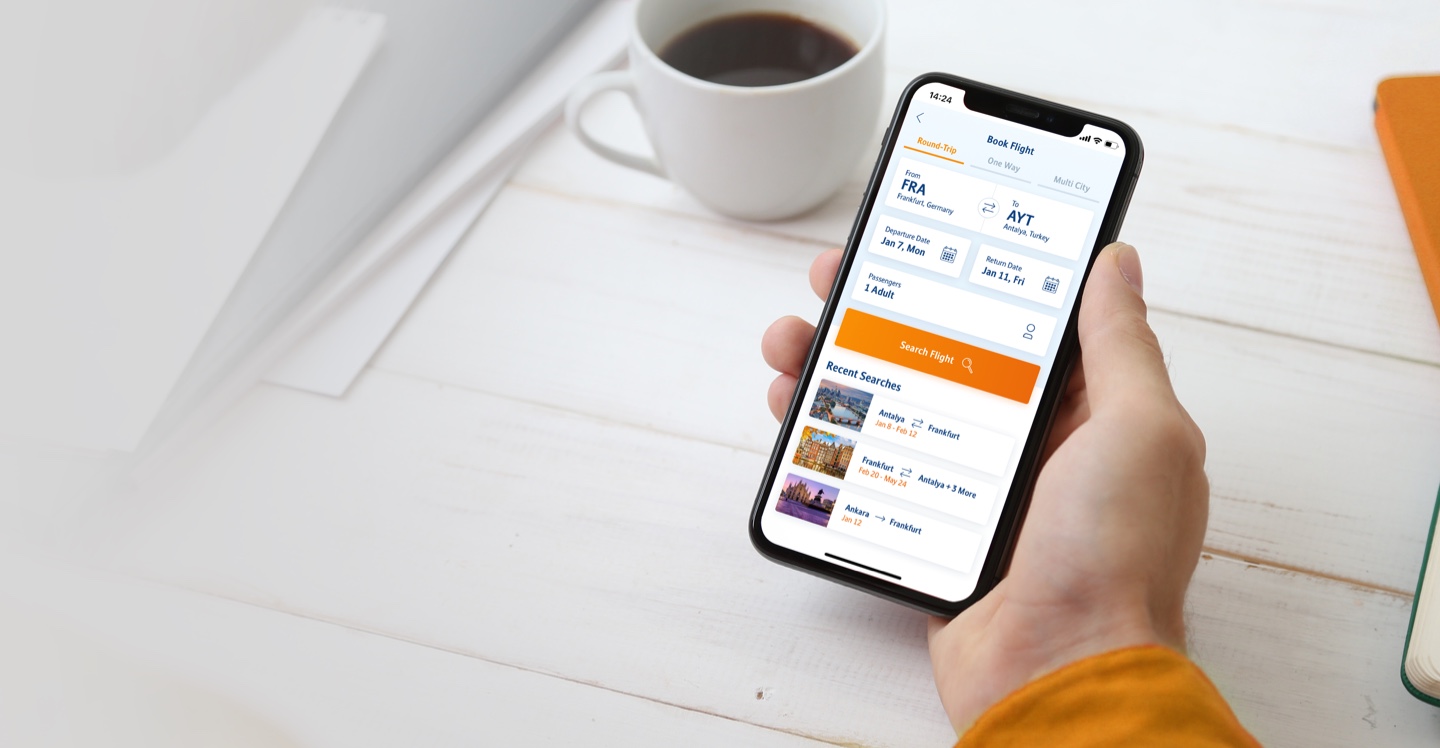 14:24
Book Flight
Round-Trip
One Way
Multi City
From
FRA
Frankfurt, Germany
To
AYT
Antalya, Turkey
Departure Date
Jan 7, Mon
Return Date
Jan 11, Fri
Passengers
1 Adult
Search Flight
Recent Searches
Antalya Frankfurt
Jan 8 - Feb 12
Frankfurt Antalya + 3 More
Feb 20 - May 24
Ankara Frankfurt
Jan 12